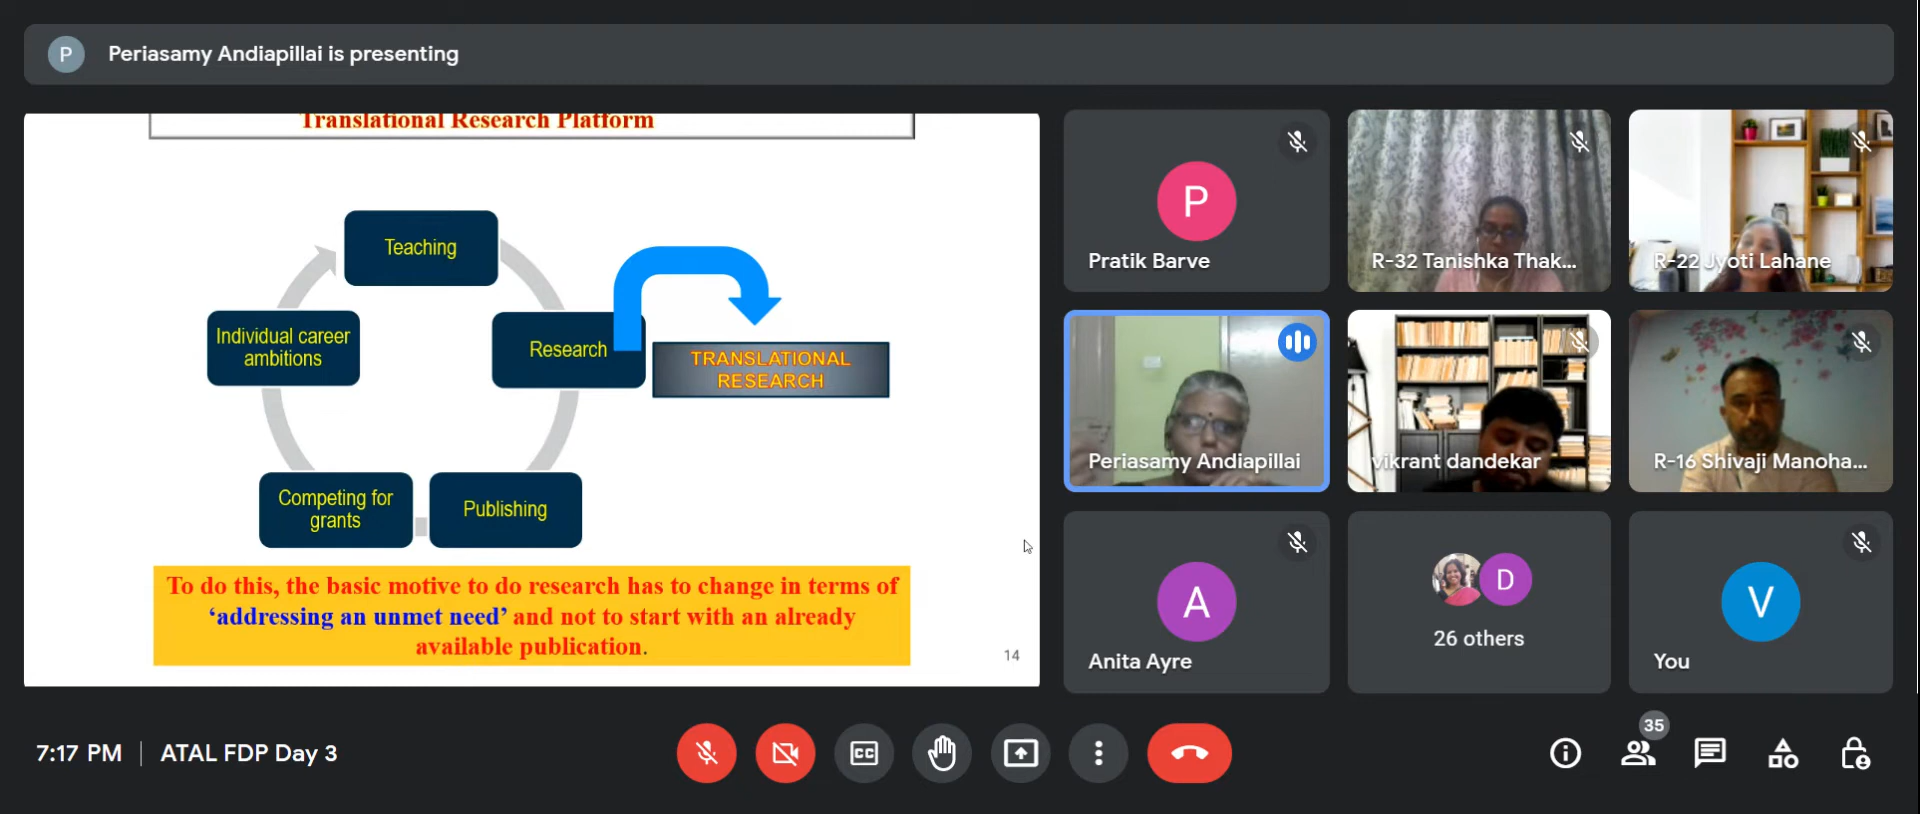 P
Periasamy Andiapillai is presenting
Translational Research Platform
Teaching
Individual career
ambitions
Research
TRANSLATIONAL
RESEARCH
Competing for
grants
Publishing
To do this, the basic motive to do research has to change in terms of
‘addressing an unmet need’ and not to start with an already
available publication.
14
P
Pratik Barve
R-32 Tanishka Thak...
R-22 Jyoti Lahane
Periasamy Andiapillai
vikrant dandekar
R-16 Shivaji Manoha...
A
Anita Ayre
D
26 others
V
You
7:17 PM
ATAL FDP Day 3
CC
35